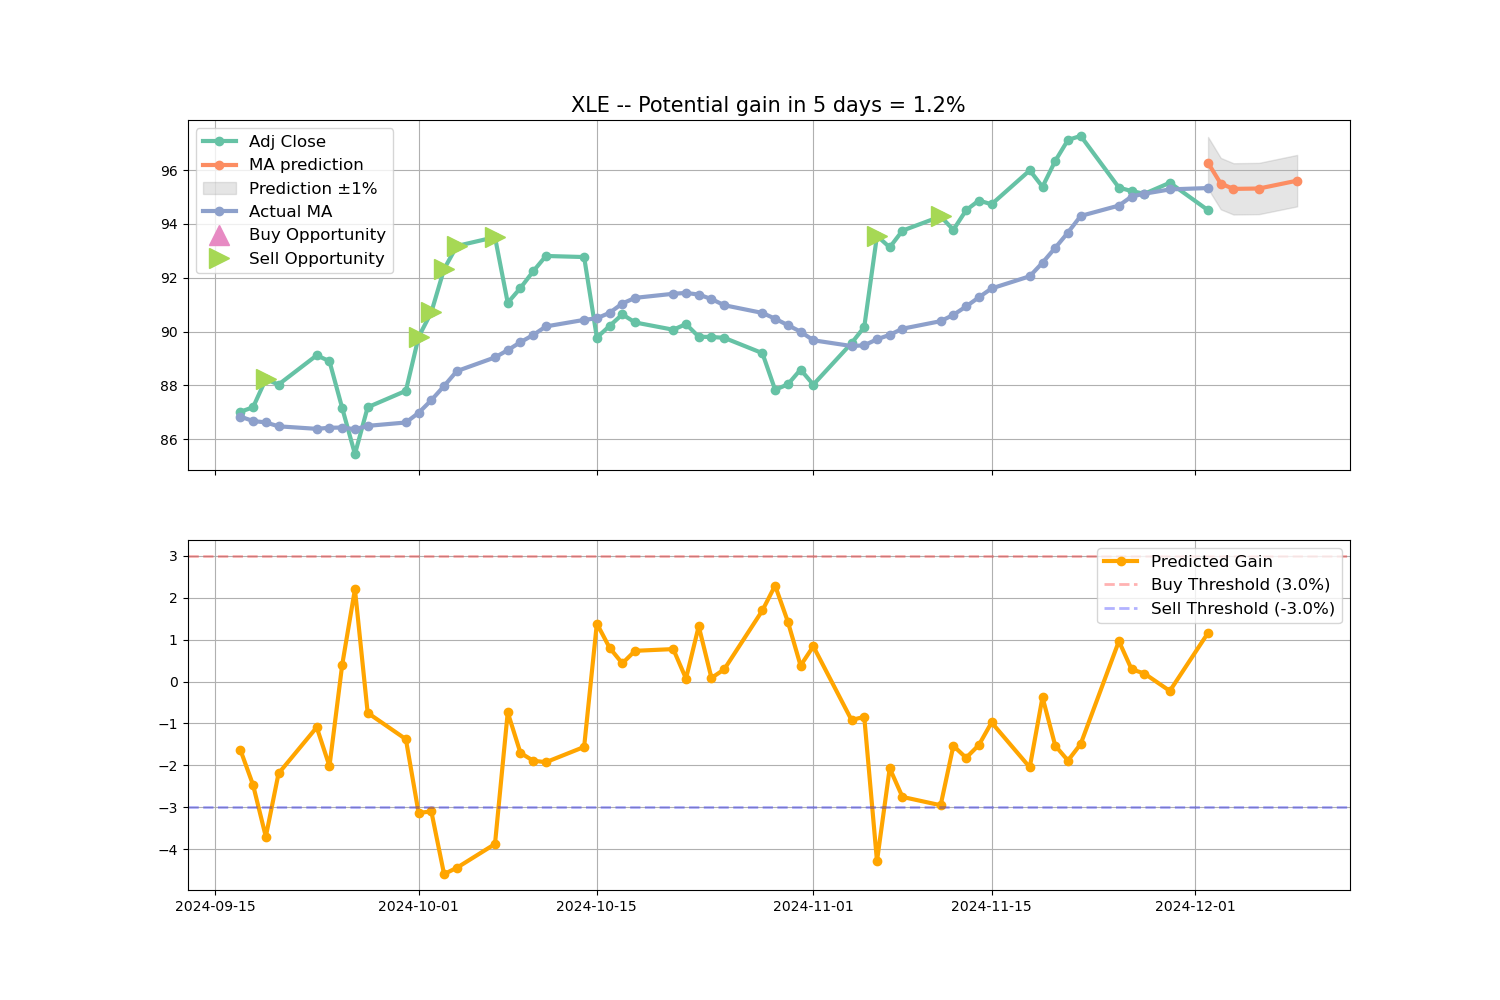 XLE -- Potential gain in 5 days = 1.2%
Adj Close
MA prediction
Prediction ±1%
Actual MA
Buy Opportunity
Sell Opportunity
96
94
92
90
88
86
Predicted Gain
Buy Threshold (3.0%)
Sell Threshold (-3.0%)
3
2
1
0
−1
−2
−3
−4
2024-09-15 2024-10-01 2024-10-15 2024-11-01 2024-11-15 2024-12-01